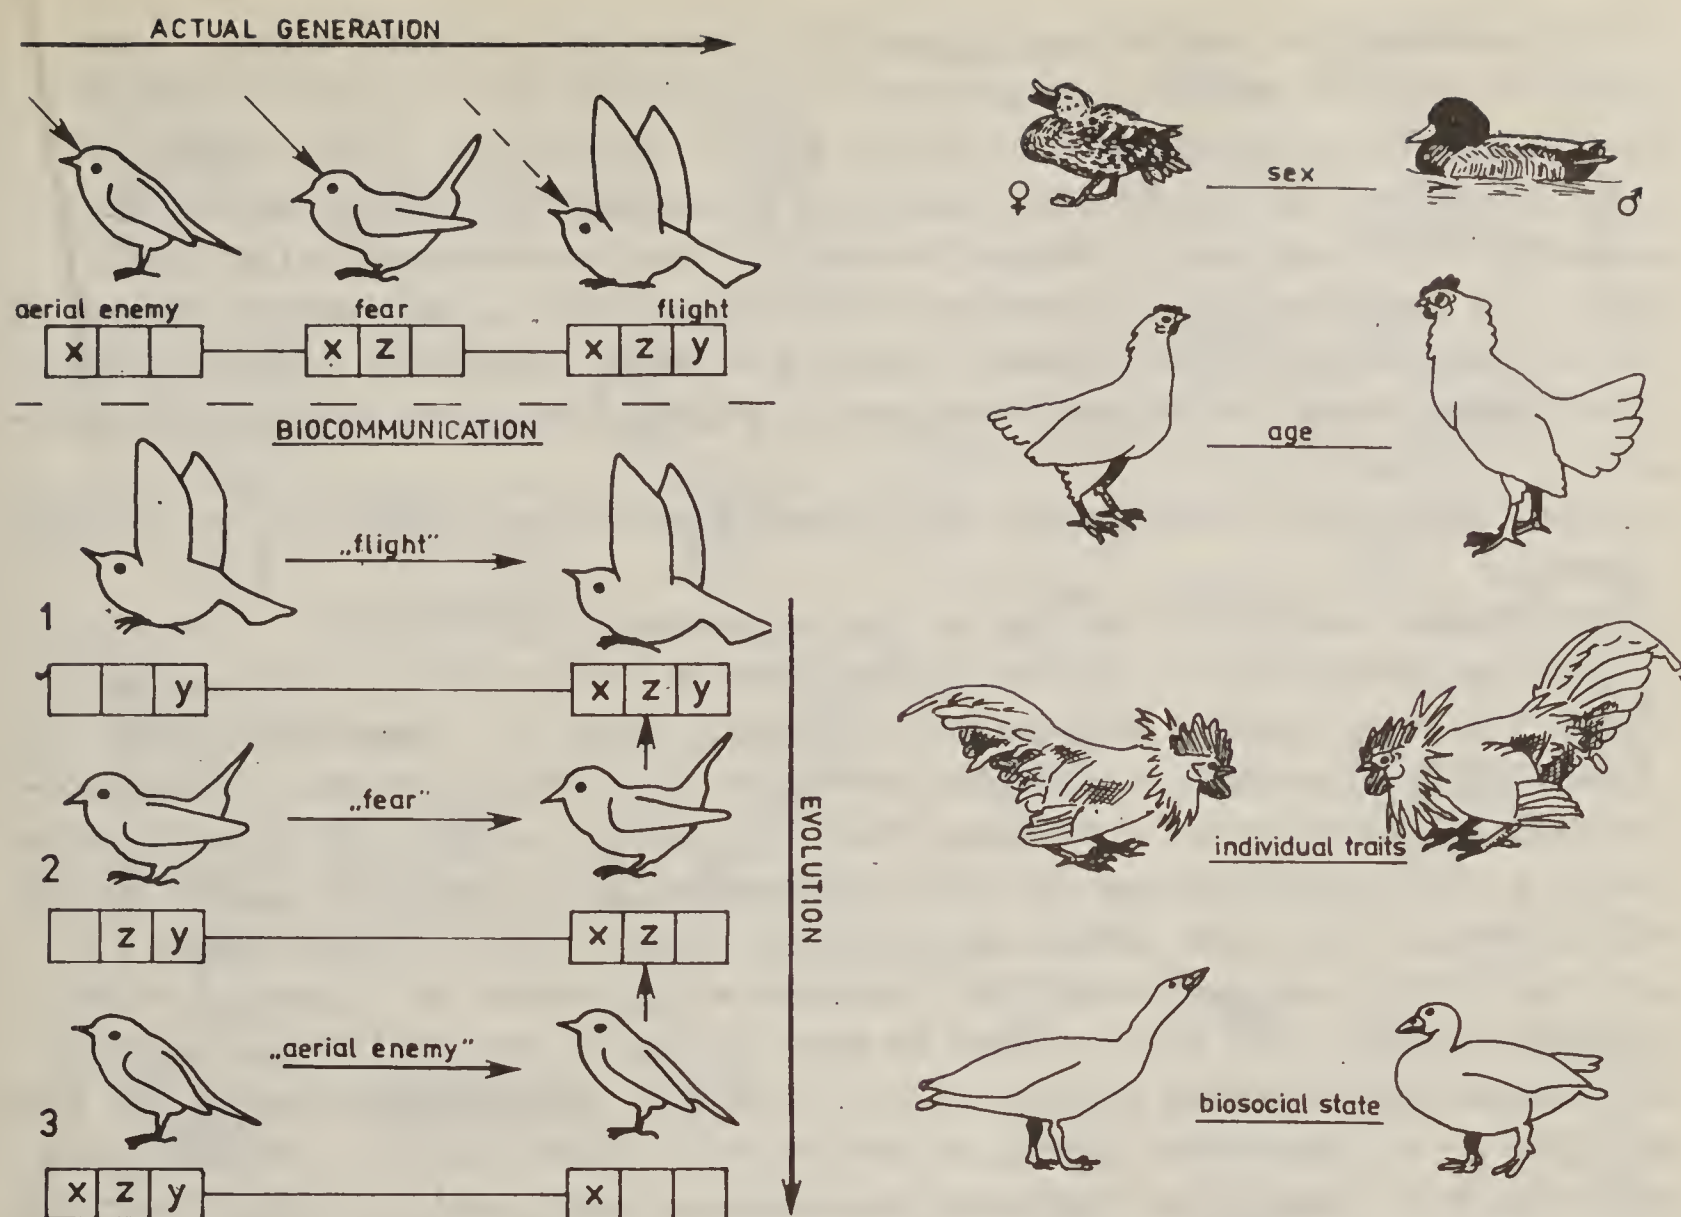 ACTUAL GENERATION
aerial enemy
fear
flight
x
x z
x z y
BIOCOMMUNICATION
„flight”
1
y
x z y
„fear”
2
z y
x z
„aerial enemy”
3
x z y
x
EVOLUTION
♀ sex ♂
age
individual traits
biosocial state